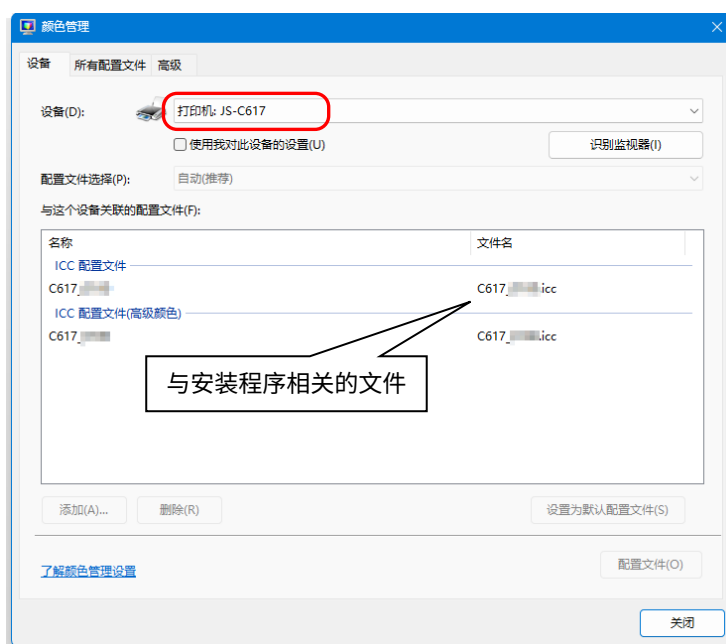 颜色管理
设备 所有配置文件 高级
设备(D): 打印机: JS-C617
使用我对此设备的设置(U) 识别监视器(I)
配置文件选择(P): 自动(推荐)
与这个设备关联的配置文件(F):
名称 文件名
ICC 配置文件
C617_ C617_ icc
ICC 配置文件(高级颜色)
C617_ C617_ .icc
与安装程序相关的文件
添加(A)... 删除(R) 设置为默认配置文件(S)
了解颜色管理设置 配置文件(O)
关闭